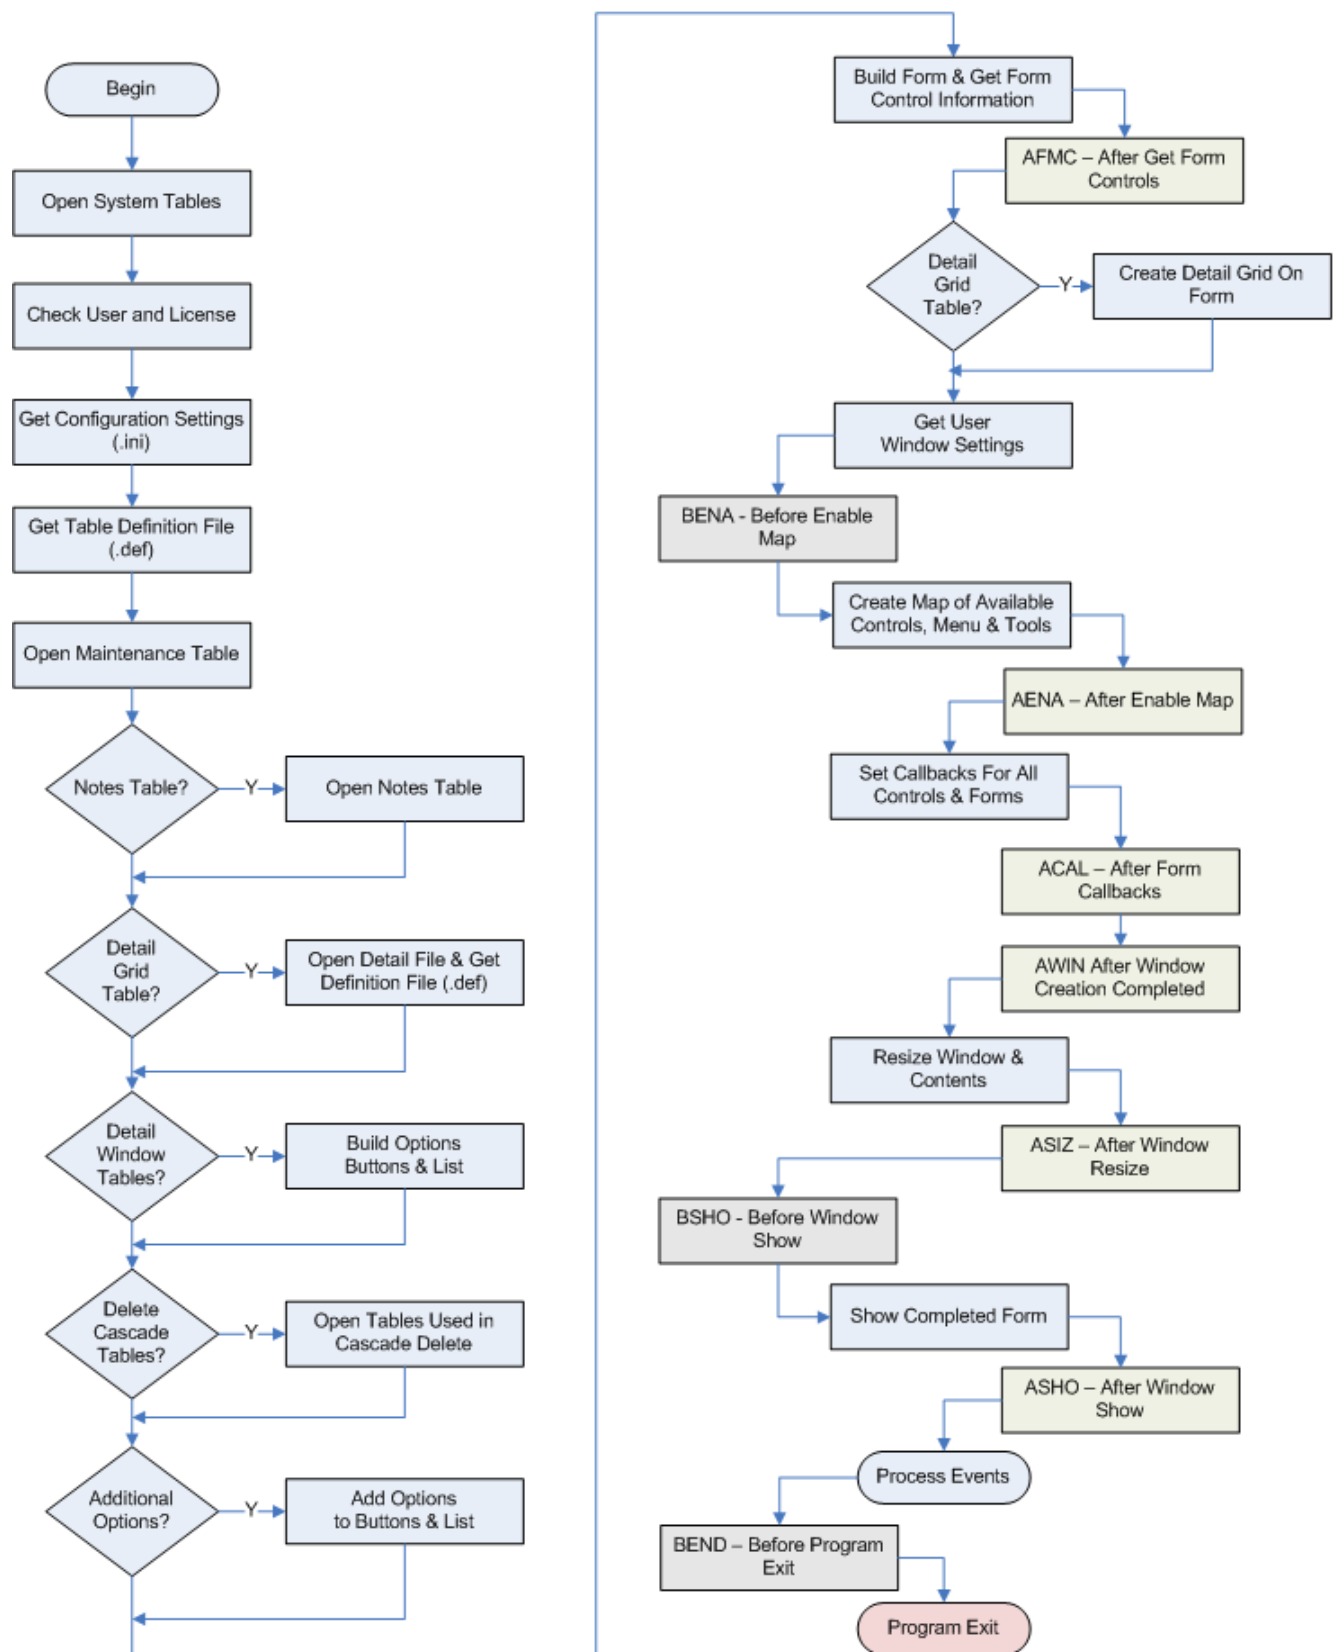 Begin
Open System Tables
Check User and License
Get Configuration Settings
(.ini)
Get Table Definition File
(.def)
Open Maintenance Table
Notes Table?
Y
Open Notes Table
Detail
Grid
Table?
Y
Open Detail File & Get
Definition File (.def)
Detail
Window
Tables?
Y
Build Options
Buttons & List
Delete
Cascade
Tables?
Y
Open Tables Used in
Cascade Delete
Additional
Options?
Y
Add Options
to Buttons & List
Build Form & Get Form
Control Information
AFMC – After Get Form
Controls
Detail
Grid
Table?
Y
Create Detail Grid On
Form
Get User
Window Settings
BENA - Before Enable
Map
Create Map of Available
Controls, Menu & Tools
AENA – After Enable Map
Set Callbacks For All
Controls & Forms
ACAL – After Form
Callbacks
AWIN After Window
Creation Completed
Resize Window &
Contents
ASIZ – After Window
Resize
BSHO - Before Window
Show
Show Completed Form
ASHO – After Window
Show
Process Events
BEND – Before Program
Exit
Program Exit